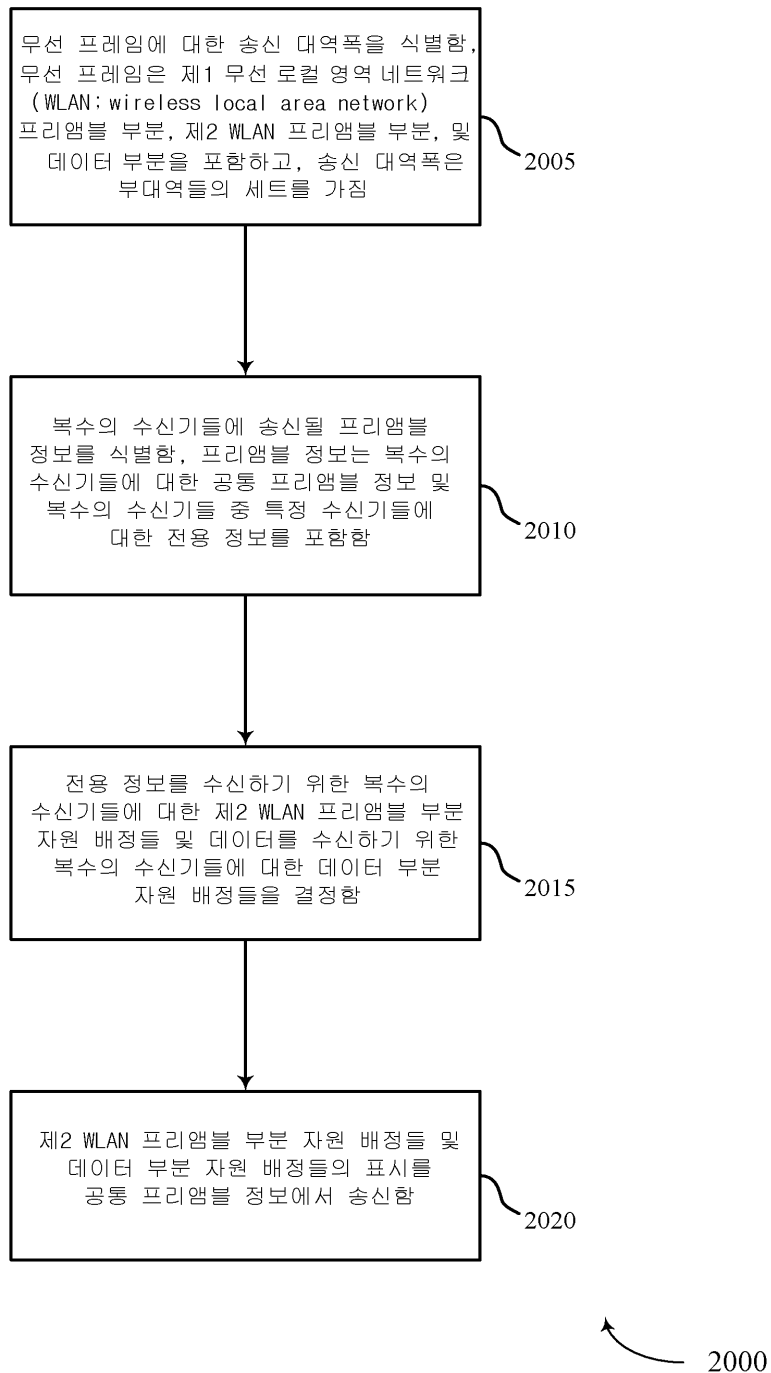 무선 프레임에 대한 송신 대역폭을 식별함,
무선 프레임은 제1 무선 로컬 영역 네트워크
(WLAN; wireless local area network)
프리앰블 부분, 제2 WLAN 프리앰블 부분, 및
데이터 부분을 포함하고, 송신 대역폭은
부대역들의 세트를 가짐
2005
복수의 수신기들에 송신될 프리앰블
정보를 식별함, 프리앰블 정보는 복수의
수신기들에 대한 공통 프리앰블 정보 및
복수의 수신기들 중 특정 수신기들에
대한 전용 정보를 포함함
2010
전용 정보를 수신하기 위한 복수의
수신기들에 대한 제2 WLAN 프리앰블 부분
자원 배정들 및 데이터를 수신하기 위한
복수의 수신기들에 대한 데이터 부분
자원 배정들을 결정함
2015
제2 WLAN 프리앰블 부분 자원 배정들 및
데이터 부분 자원 배정들의 표시를
공통 프리앰블 정보에서 송신함
2020
2000